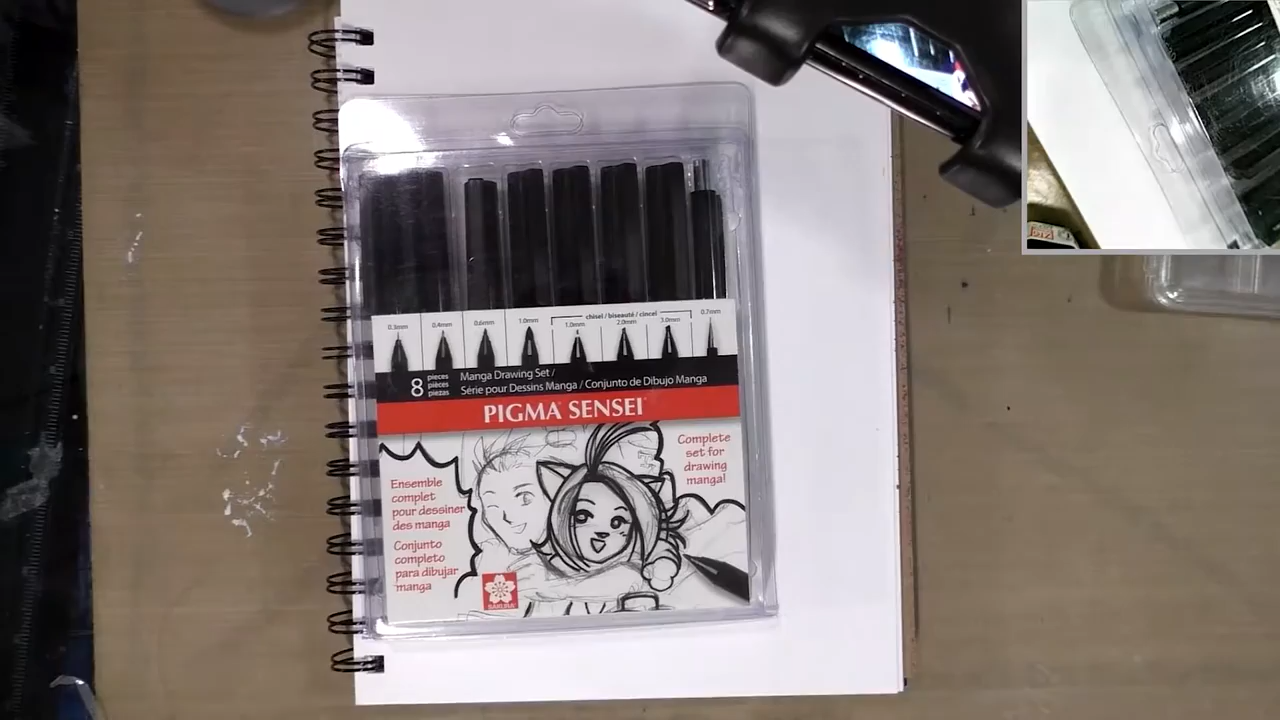 chisel / biseauté / cincel
0.3mm 0.4mm 0.6mm 1.0mm 1.0mm 2.0mm 3.0mm 0.7mm
8 pieces
pièces
piezas
Manga Drawing Set /
Série pour Dessins Manga / Conjunto de Dibujo Manga
PIGMA SENSEI
Complete
set for
drawing
manga!
Ensemble
complet
pour dessiner
des manga
Conjunto
completo
para dibujar
manga
SAKURA